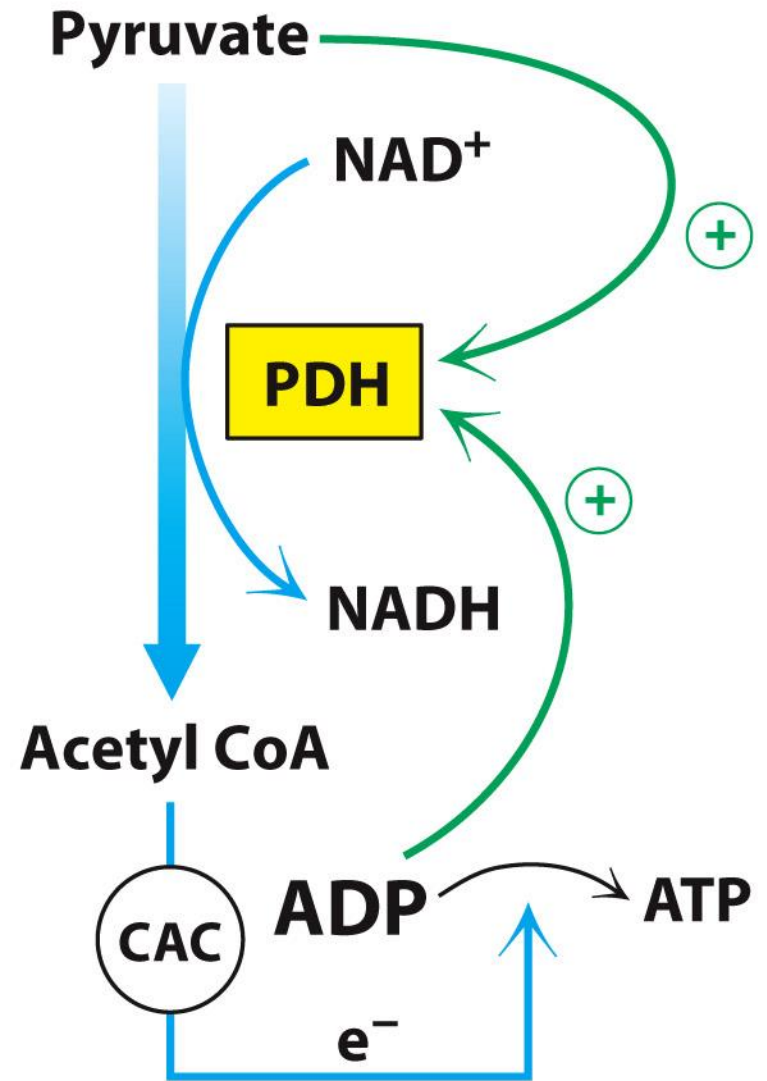 Pyruvate
NAD⁺
+
PDH
+
NADH
Acetyl CoA
ADP
ATP
CAC
e⁻